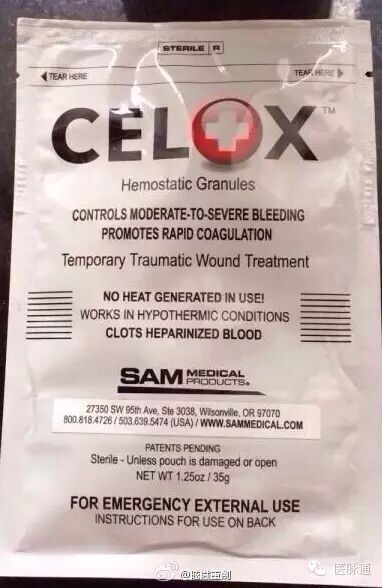 STERILE R
TEAR HERE TEAR HERE
CELOX™
Hemostatic Granules
CONTROLS MODERATE-TO-SEVERE BLEEDING
PROMOTES RAPID COAGULATION
Temporary Traumatic Wound Treatment
NO HEAT GENERATED IN USE!
WORKS IN HYPOTHERMIC CONDITIONS
CLOTS HEPARINIZED BLOOD
SAM MEDICAL PRODUCTS®
27350 SW 95th Ave, Ste 3038, Wilsonville, OR 97070
800.818.4726 / 503.639.5474 (USA) / WWW.SAMMEDICAL.COM
PATENTS PENDING
Sterile - Unless pouch is damaged or open
NET WT 1.25oz / 35g
FOR EMERGENCY EXTERNAL USE
INSTRUCTIONS FOR USE ON BACK
医脉通